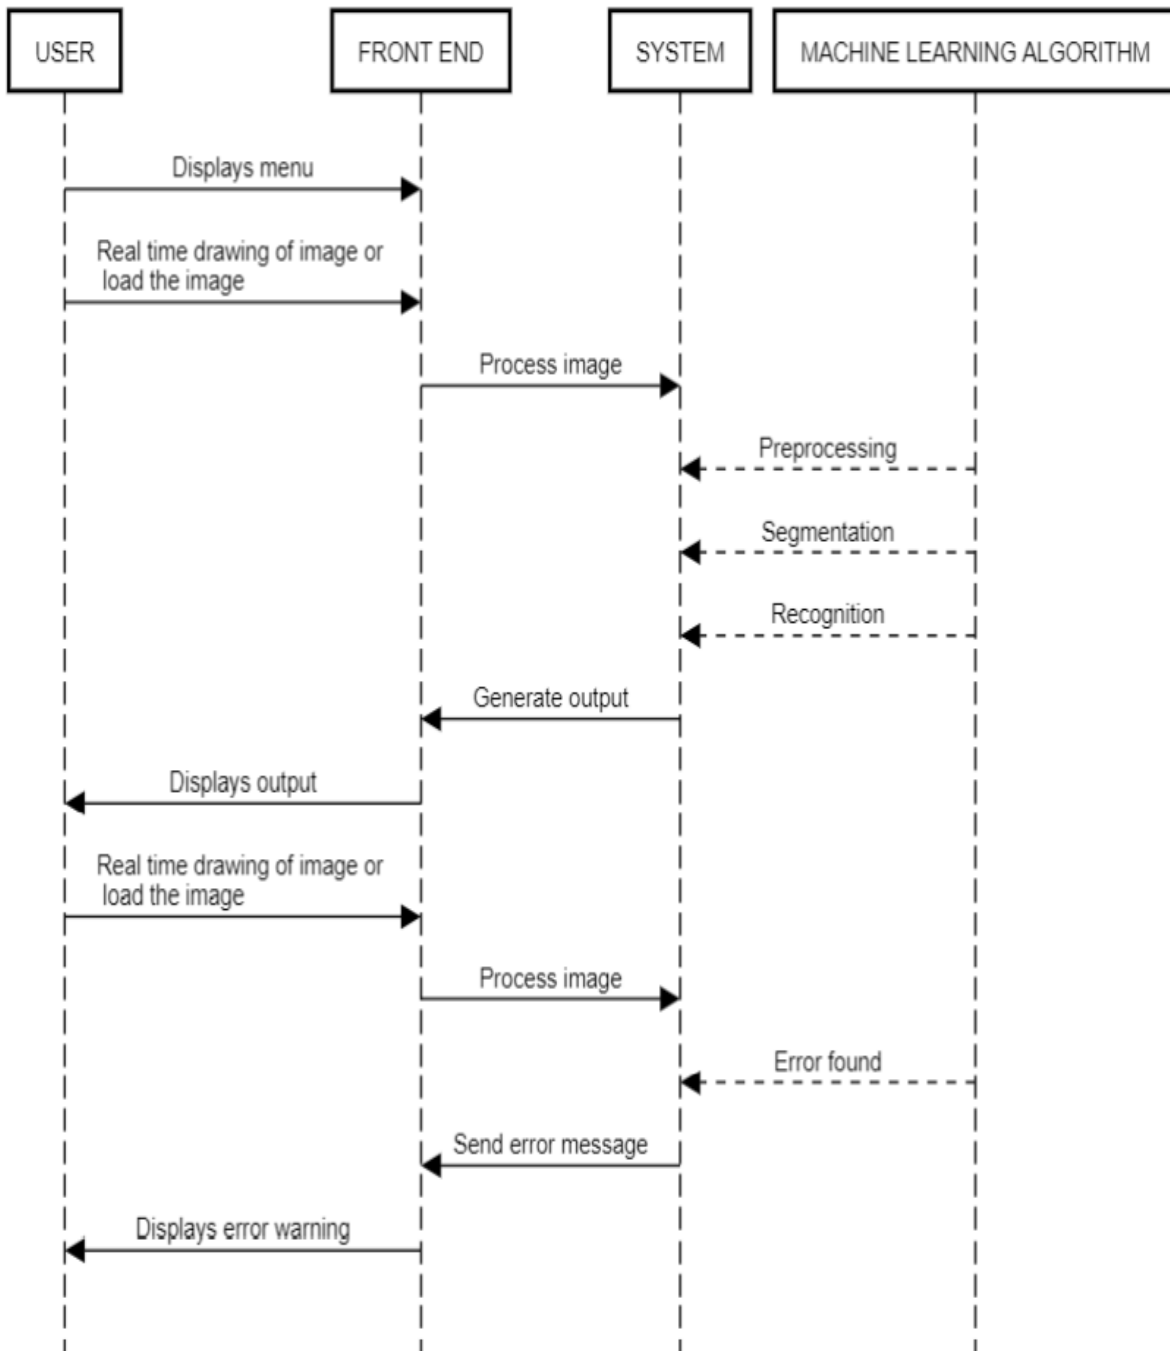 USER
FRONT END
SYSTEM
MACHINE LEARNING ALGORITHM
Displays menu
Real time drawing of image or
load the image
Process image
Preprocessing
Segmentation
Recognition
Generate output
Displays output
Real time drawing of image or
load the image
Process image
Error found
Send error message
Displays error warning